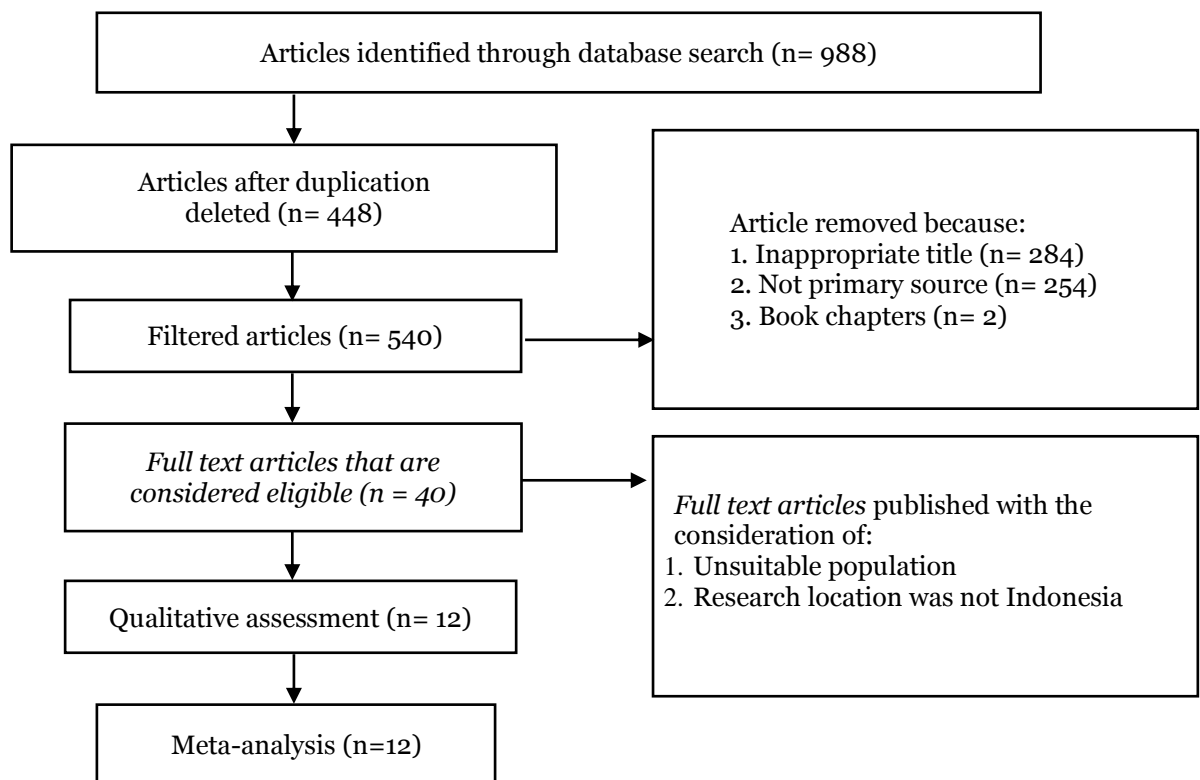 Articles identified through database search (n= 988)
Articles after duplication
deleted (n= 448)
Article removed because:
1. Inappropriate title (n= 284)
2. Not primary source (n= 254)
3. Book chapters (n= 2)
Filtered articles (n= 540)
Full text articles that are
considered eligible (n = 40)
Full text articles published with the
consideration of:
1. Unsuitable population
2. Research location was not Indonesia
Qualitative assessment (n= 12)
Meta-analysis (n=12)